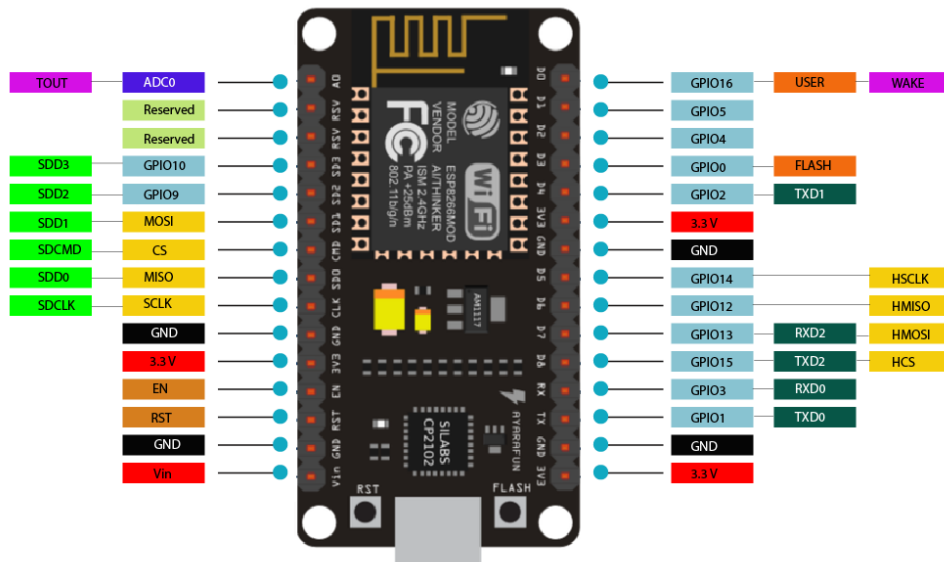 TOUT ADC0
Reserved
Reserved
SDD3 GPIO10
SDD2 GPIO9
SDD1 MOSI
SDCMD CS
SDD0 MISO
SDCLK SCLK
GND
3.3 V
EN
RST
GND
Vin
A0
RSV
RSV
SD3
SD2
SD1
CMD
SD0
CLK
GND
3V3
EN
RST
GND
Vin
MODEL
VENDOR
ESP8266MOD
AI/THINKER
ISM 2.4GHz
PA +25dBm
802.11b/g/n
FC
Wi Fi
AM1117
SILABS
CP2102
AYARAFUN
RST
FLASH
D0
D1
D2
D3
D4
3V3
GND
D5
D6
D7
D8
RX
TX
GND
3V3
GPIO16 USER WAKE
GPIO5
GPIO4
GPIO0 FLASH
GPIO2 TXD1
3.3 V
GND
GPIO14 HSCLK
GPIO12 HMISO
GPIO13 RXD2 HMOSI
GPIO15 TXD2 HCS
GPIO3 RXD0
GPIO1 TXD0
GND
3.3 V